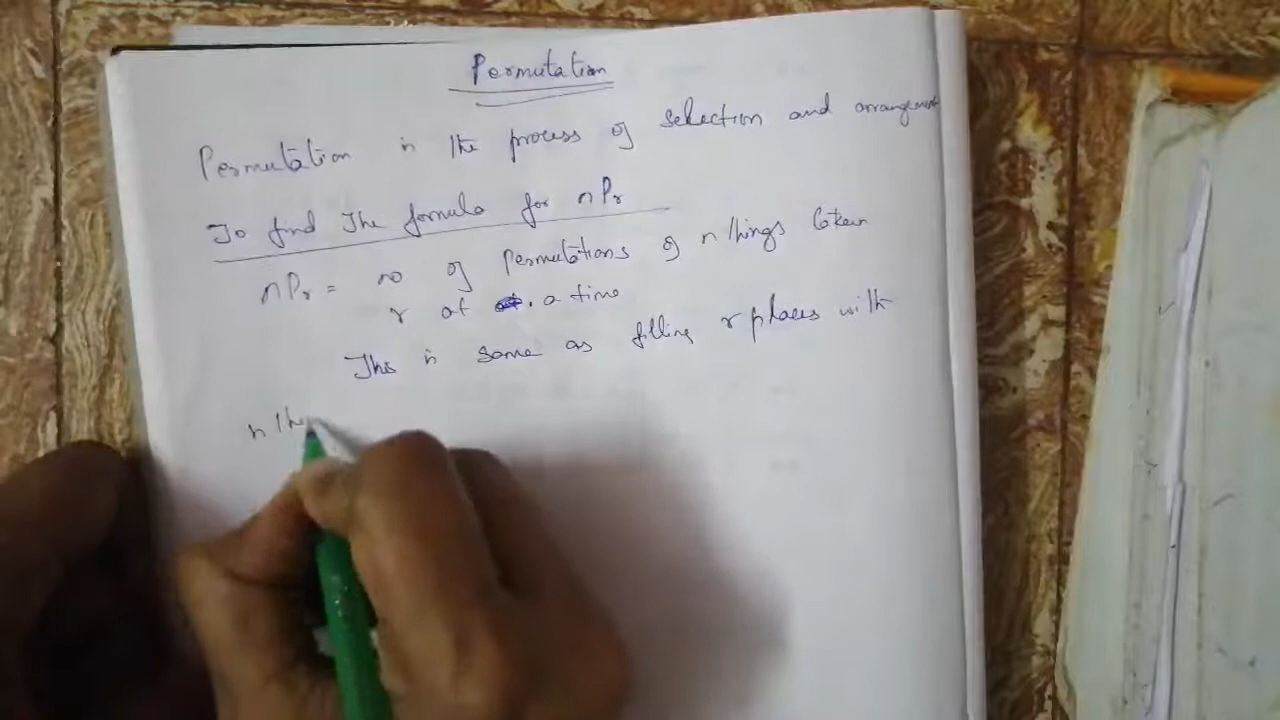 Permutation
Permutation is the process of selection and arrangement
To find The formula for nPr
nPr = no of Permutations of n things taken
r at a time
This is same as filling r places with
n the